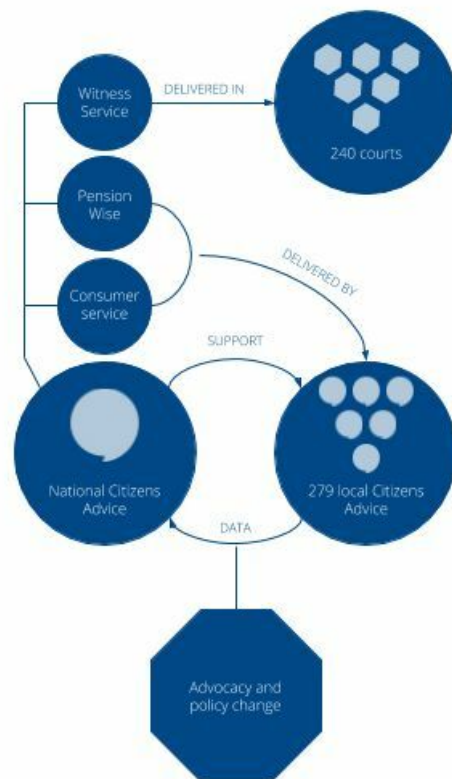 Witness
Service
DELIVERED IN
240 courts
Pension
Wise
Consumer
service
DELIVERED BY
SUPPORT
National Citizens
Advice
279 local Citizens
Advice
DATA
Advocacy and
policy change